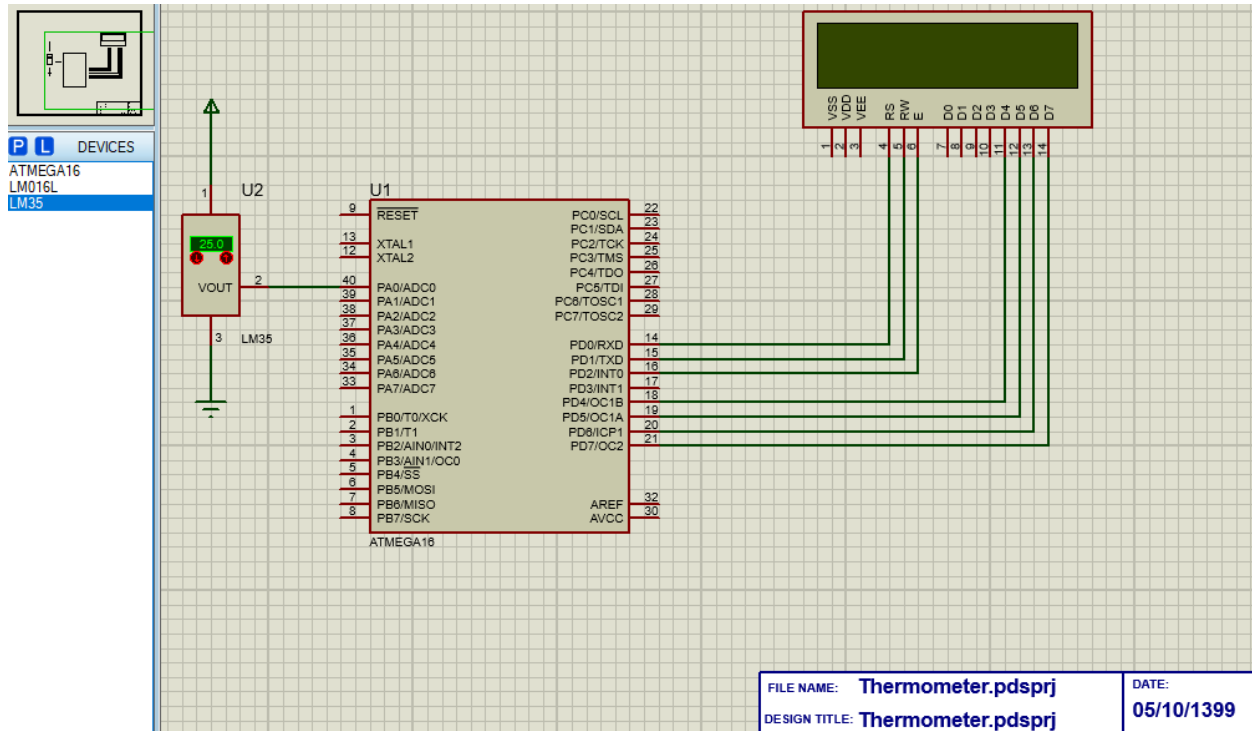 P L DEVICES
ATMEGA16
LM016L
LM35
1
U2
25.0
VOUT
2
3
LM35
U1
9 RESET
13 XTAL1
12 XTAL2
40 PA0/ADC0
39 PA1/ADC1
38 PA2/ADC2
37 PA3/ADC3
36 PA4/ADC4
35 PA5/ADC5
34 PA6/ADC6
33 PA7/ADC7
1 PB0/T0/XCK
2 PB1/T1
3 PB2/AIN0/INT2
4 PB3/AIN1/OC0
5 PB4/SS
6 PB5/MOSI
7 PB6/MISO
8 PB7/SCK
PC0/SCL 22
PC1/SDA 23
PC2/TCK 24
PC3/TMS 25
PC4/TDO 26
PC5/TDI 27
PC6/TOSC1 28
PC7/TOSC2 29
PD0/RXD 14
PD1/TXD 15
PD2/INT0 16
PD3/INT1 17
PD4/OC1B 18
PD5/OC1A 19
PD6/ICP1 20
PD7/OC2 21
AREF 32
AVCC 30
ATMEGA16
VSS VDD VEE RS RW E D0 D1 D2 D3 D4 D5 D6 D7
1 2 3 4 5 6 7 8 9 10 11 12 13 14
FILE NAME: Thermometer.pdsprj
DESIGN TITLE: Thermometer.pdsprj
DATE:
05/10/1399